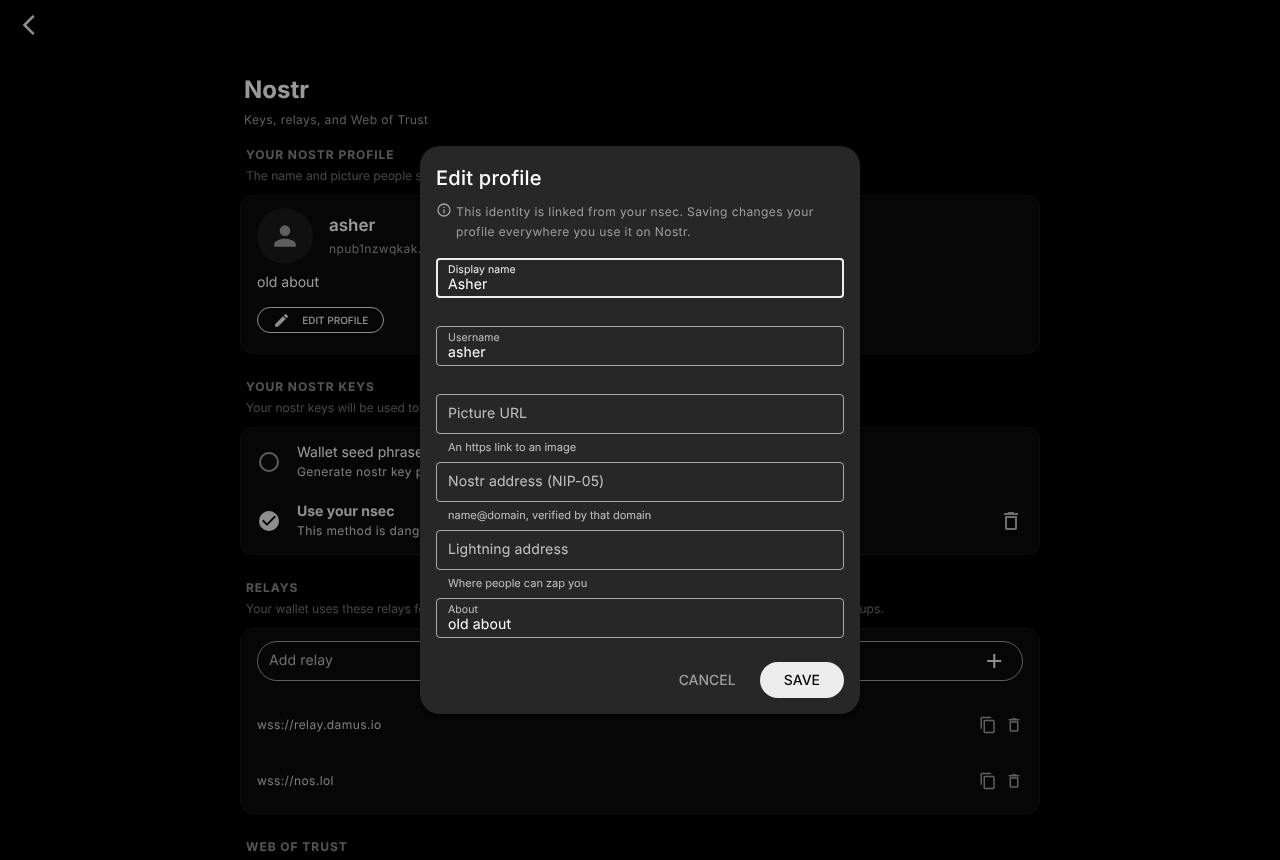 Nostr
Keys, relays, and Web of Trust
YOUR NOSTR PROFILE
The name and picture people
asher
npub1nzwqkak.
old about
EDIT PROFILE
YOUR NOSTR KEYS
Your nostr keys will be used to
Wallet seed phrase
Generate nostr key
Use your nsec
This method is dang
RELAYS
Your wallet uses these relays ups.
Add relay
wss://relay.damus.io
wss://nos.lol
WEB OF TRUST
Edit profile
This identity is linked from your nsec. Saving changes your
profile everywhere you use it on Nostr.
Display name
Asher
Username
asher
Picture URL
An https link to an image
Nostr address (NIP-05)
name@domain, verified by that domain
Lightning address
Where people can zap you
About
old about
CANCEL
SAVE